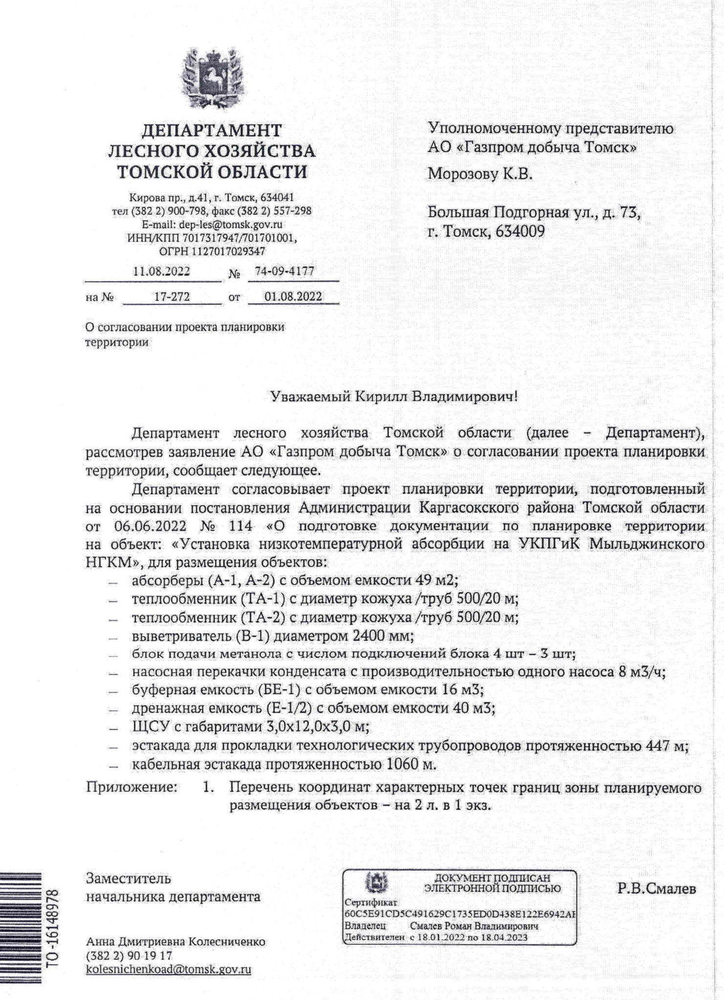 ДЕПАРТАМЕНТ
ЛЕСНОГО ХОЗЯЙСТВА
ТОМСКОЙ ОБЛАСТИ
Кирова пр., д.41, г. Томск, 634041
тел (382 2) 900-798, факс (382 2) 557-298
E-mail: dep-les@tomsk.gov.ru
ИНН/КПП 7017317947/701701001,
ОГРН 1127017029347
11.08.2022 № 74-09-4177
на № 17-272 от 01.08.2022
О согласовании проекта планировки
территории
Уполномоченному представителю
АО «Газпром добыча Томск»
Морозову К.В.
Большая Подгорная ул., д. 73,
г. Томск, 634009
Уважаемый Кирилл Владимирович!
Департамент лесного хозяйства Томской области (далее – Департамент),
рассмотрев заявление АО «Газпром добыча Томск» о согласовании проекта планировки
территории, сообщает следующее.
Департамент согласовывает проект планировки территории, подготовленный
на основании постановления Администрации Каргасокского района Томской области
от 06.06.2022 № 114 «О подготовке документации по планировке территории
на объект: «Установка низкотемпературной абсорбции на УКПГиК Мыльджинского
НГКМ», для размещения объектов:
– абсорберы (А-1, А-2) с объемом емкости 49 м2;
– теплообменник (ТА-1) с диаметр кожуха /труб 500/20 м;
– теплообменник (ТА-2) с диаметр кожуха /труб 500/20 м;
– выветриватель (В-1) диаметром 2400 мм;
– блок подачи метанола с числом подключений блока 4 шт – 3 шт;
– насосная перекачки конденсата с производительностью одного насоса 8 м3/ч;
– буферная емкость (БЕ-1) с объемом емкости 16 м3;
– дренажная емкость (Е-1/2) с объемом емкости 40 м3;
– ЩСУ с габаритами 3,0х12,0х3,0 м;
– эстакада для прокладки технологических трубопроводов протяженностью 447 м;
– кабельная эстакада протяженностью 1060 м.
Приложение: 1. Перечень координат характерных точек границ зоны планируемого
размещения объектов – на 2 л. в 1 экз.
Заместитель
начальника департамента
ДОКУМЕНТ ПОДПИСАН
ЭЛЕКТРОННОЙ ПОДПИСЬЮ
Сертификат
60C5E91CD5C491629C1735ED0D438E122E6942AE
Владелец Смалев Роман Владимирович
Действителен с 18.01.2022 по 18.04.2023
Р.В.Смалев
Анна Дмитриевна Колесниченко
(382 2) 90 19 17
kolesnichenkoad@tomsk.gov.ru
ТО-16148978